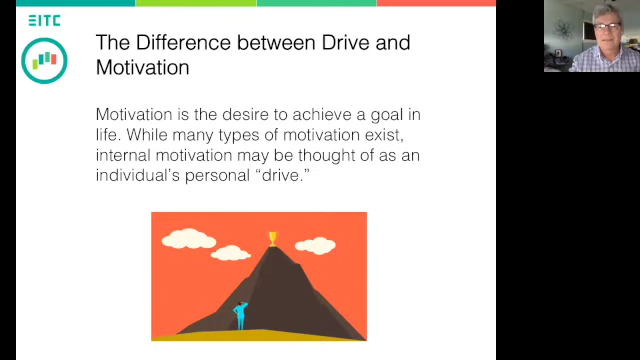 EITC
The Difference between Drive and
Motivation
Motivation is the desire to achieve a goal in
life. While many types of motivation exist,
internal motivation may be thought of as an
individual's personal “drive.”